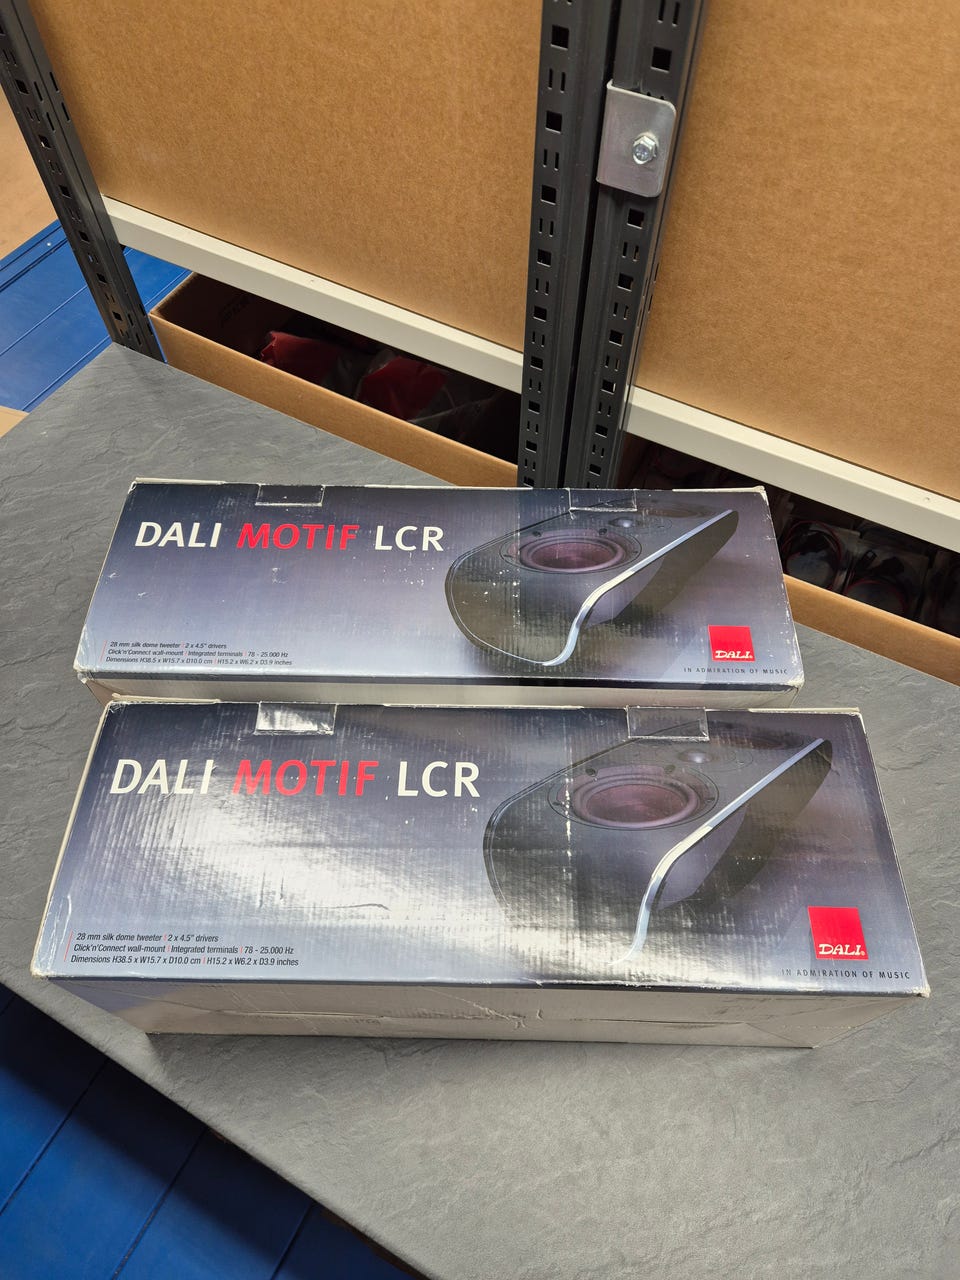 DALI MOTIF LCR
28 mm silk dome tweeter | 2 x 4.5" drivers
Click'n'Connect wall-mount | Integrated terminals | 78 - 25.000 Hz
Dimensions H38.5 x W15.7 x D10.0 cm | H15.2 x W6.2 x D3.9 inches
DALI
IN ADMIRATION OF MUSIC
DALI MOTIF LCR
28 mm silk dome tweeter | 2 x 4.5" drivers
Click'n'Connect wall-mount | Integrated terminals | 78 - 25.000 Hz
Dimensions H38.5 x W15.7 x D10.0 cm | H15.2 x W6.2 x D3.9 inches
DALI
IN ADMIRATION OF MUSIC